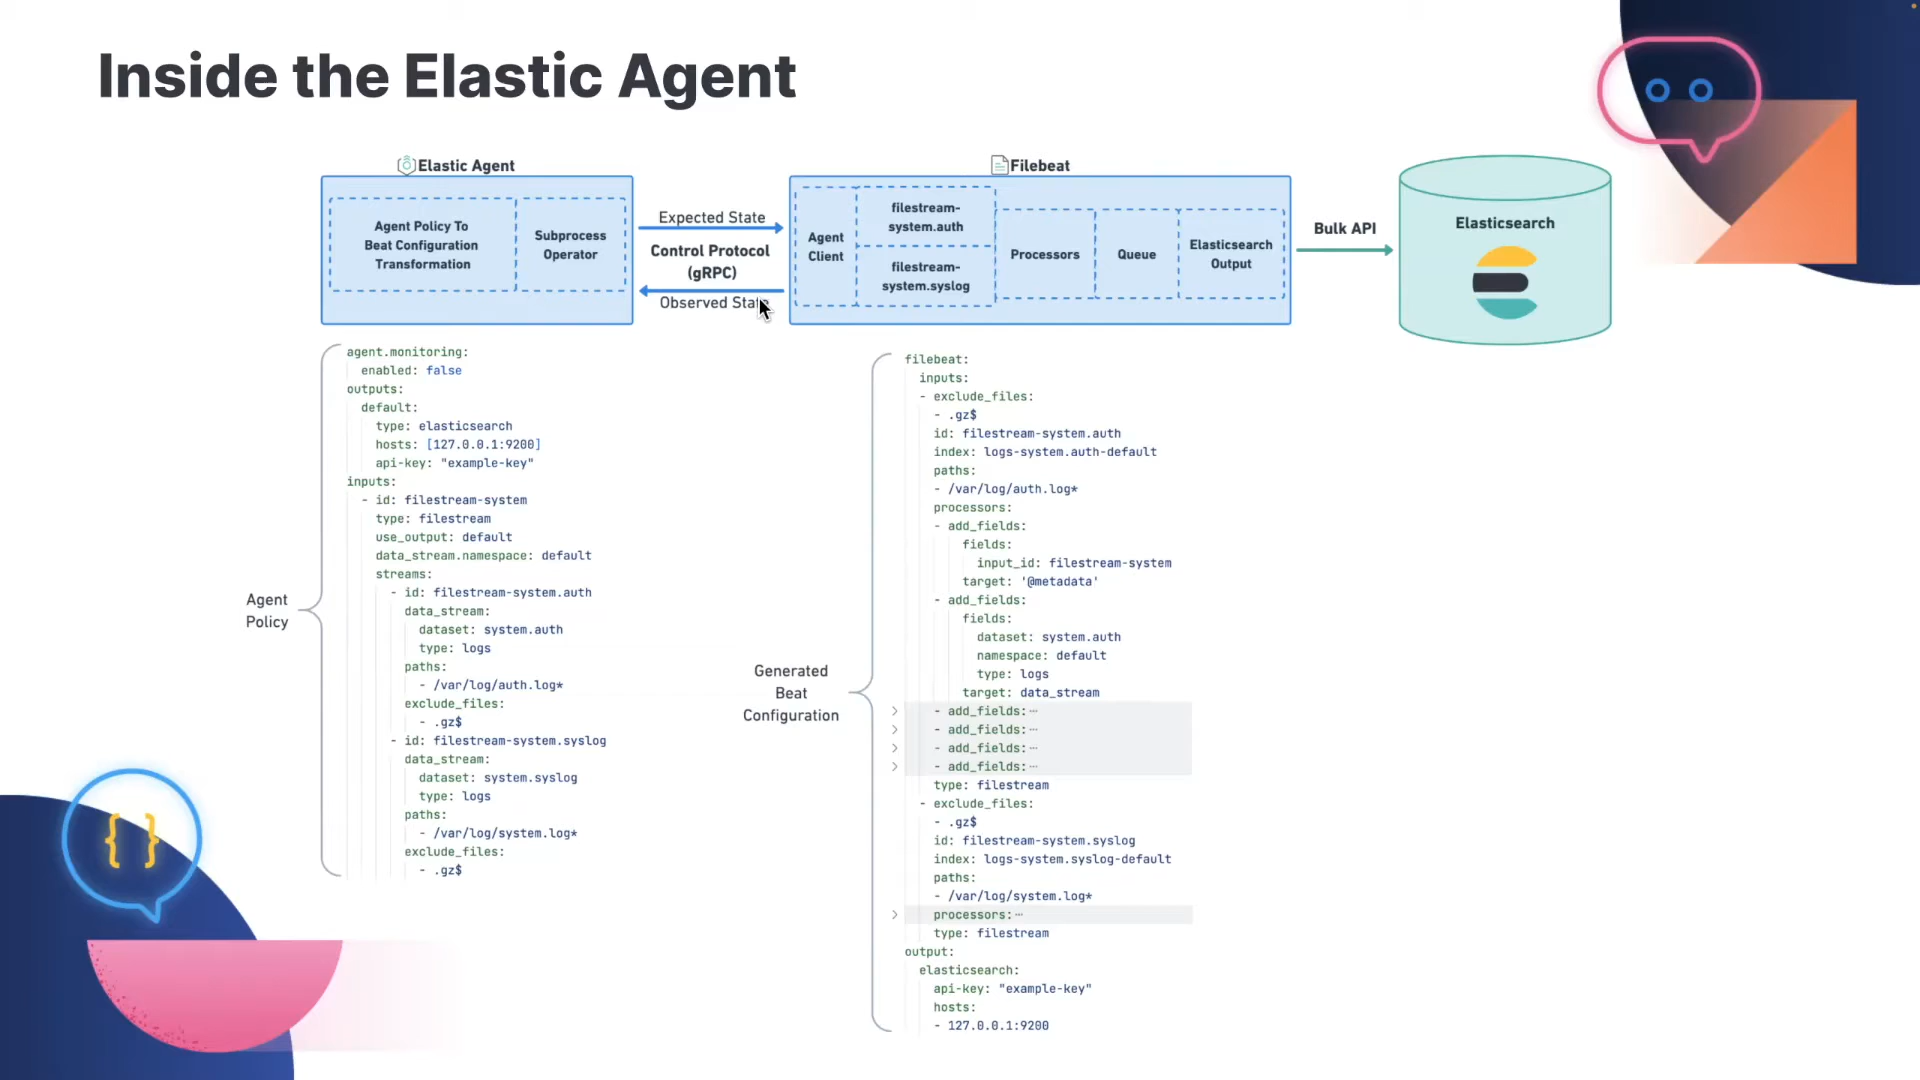 Inside the Elastic Agent
Elastic Agent
Agent Policy To
Beat Configuration
Transformation
Subprocess
Operator
Expected State
Control Protocol
(gRPC)
Observed State
Filebeat
Agent
Client
filestream-
system.auth
filestream-
system.syslog
Processors
Queue
Elasticsearch
Output
Bulk API
Elasticsearch
Agent
Policy
agent.monitoring:
enabled: false
outputs:
default:
type: elasticsearch
hosts: [127.0.0.1:9200]
api-key: "example-key"
inputs:
- id: filestream-system
type: filestream
use_output: default
data_stream.namespace: default
streams:
- id: filestream-system.auth
data_stream:
dataset: system.auth
type: logs
paths:
- /var/log/auth.log*
exclude_files:
- .gz$
- id: filestream-system.syslog
data_stream:
dataset: system.syslog
type: logs
paths:
- /var/log/system.log*
exclude_files:
- .gz$
Generated
Beat
Configuration
filebeat:
inputs:
- exclude_files:
- .gz$
id: filestream-system.auth
index: logs-system.auth-default
paths:
- /var/log/auth.log*
processors:
- add_fields:
fields:
input_id: filestream-system
target: '@metadata'
- add_fields:
fields:
dataset: system.auth
namespace: default
type: logs
target: data_stream
> - add_fields:⋯
> - add_fields:⋯
> - add_fields:⋯
> - add_fields:⋯
type: filestream
- exclude_files:
- .gz$
id: filestream-system.syslog
index: logs-system.syslog-default
paths:
- /var/log/system.log*
> processors:⋯
type: filestream
output:
elasticsearch:
api-key: "example-key"
hosts:
- 127.0.0.1:9200
{ }